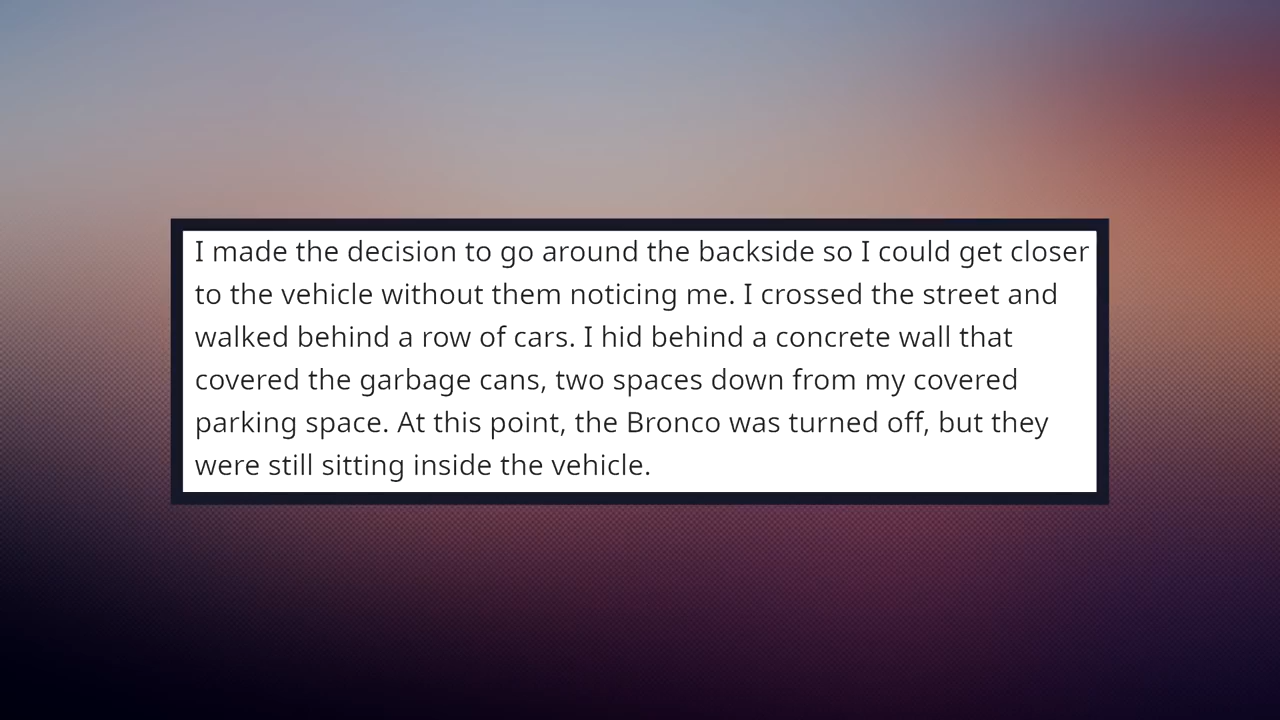 I made the decision to go around the backside so I could get closer
to the vehicle without them noticing me. I crossed the street and
walked behind a row of cars. I hid behind a concrete wall that
covered the garbage cans, two spaces down from my covered
parking space. At this point, the Bronco was turned off, but they
were still sitting inside the vehicle.